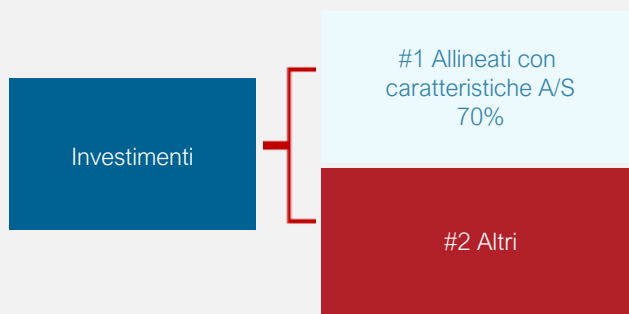 Investimenti
#1 Allineati con
caratteristiche A/S
70%
#2 Altri